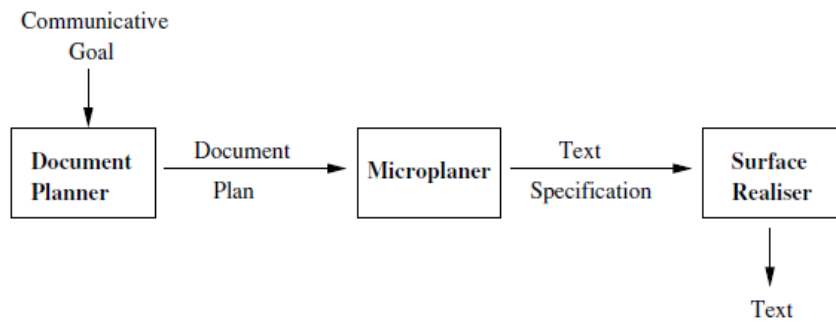 Communicative
Goal
Document
Planner
Document
Plan
Microplaner
Text
Specification
Surface
Realiser
Text